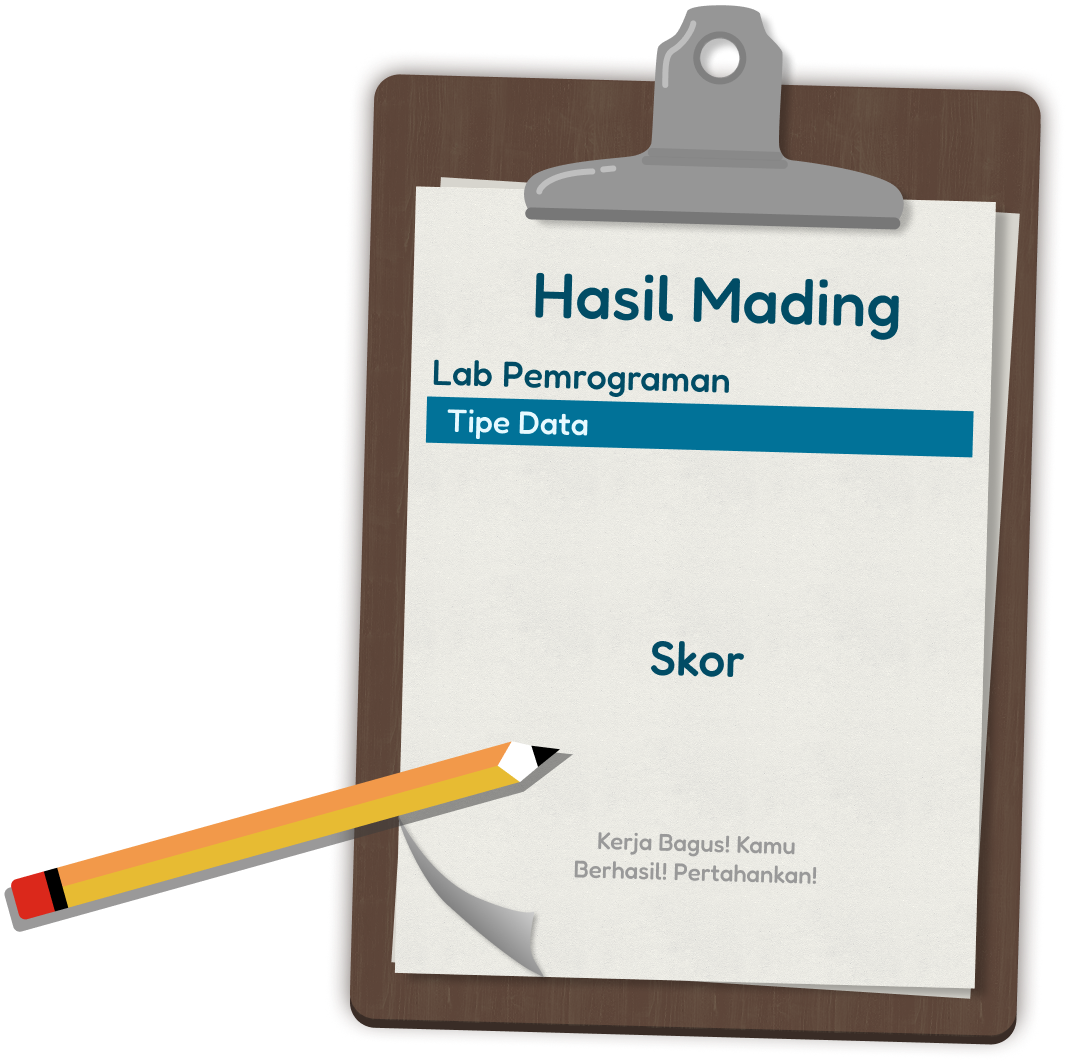 Hasil Mading
Lab Pemrograman
Tipe Data
Skor
Kerja Bagus! Kamu
Berhasil! Pertahankan!